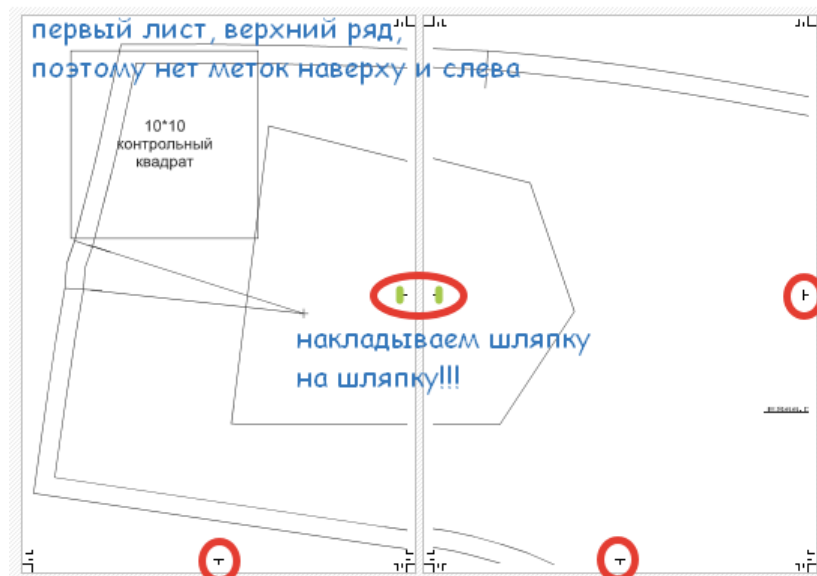 первый лист, верхний ряд,
поэтому нет меток наверху и слева
10*10
контрольный
квадрат
накладываем шляпку
на шляпку!!!